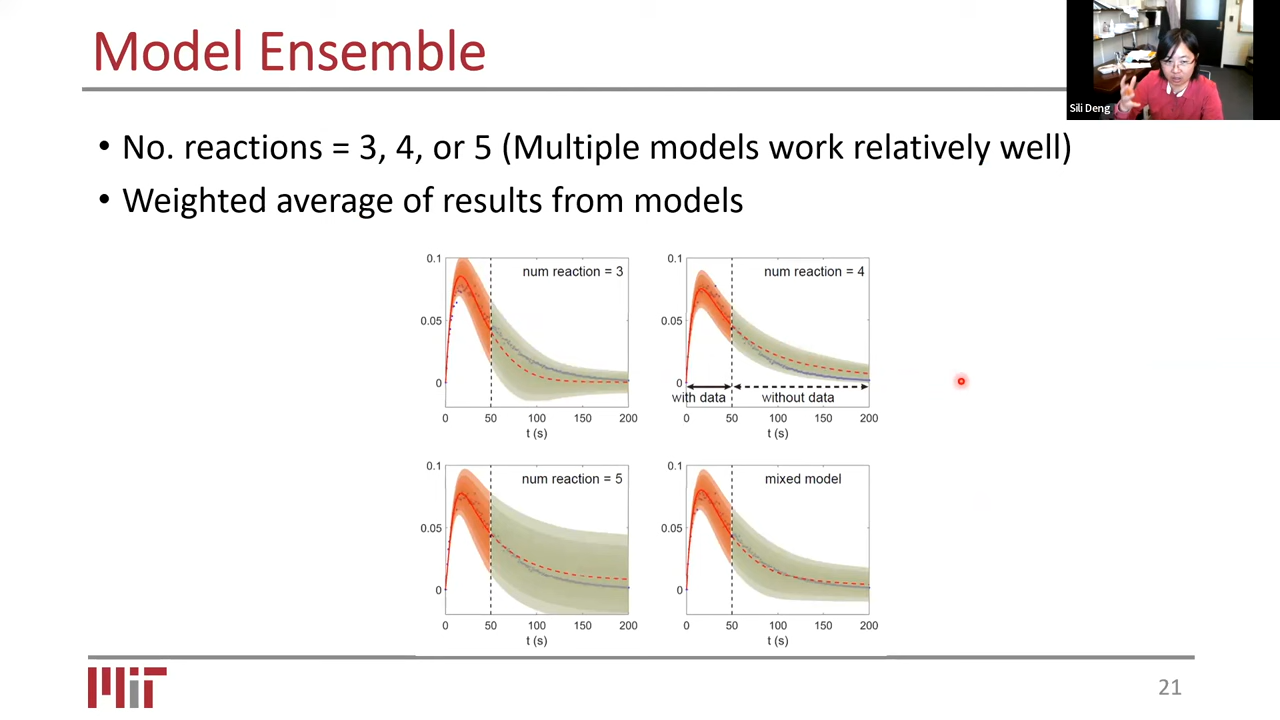 Model Ensemble
Sili Deng
• No. reactions = 3, 4, or 5 (Multiple models work relatively well)
• Weighted average of results from models
0.1
0.05
0
num reaction = 3
0 50 100 150 200
t (s)
0.1
0.05
0
num reaction = 4
with data without data
0 50 100 150 200
t (s)
0.1
0.05
0
num reaction = 5
0 50 100 150 200
t (s)
0.1
0.05
0
mixed model
0 50 100 150 200
t (s)
MIT
21